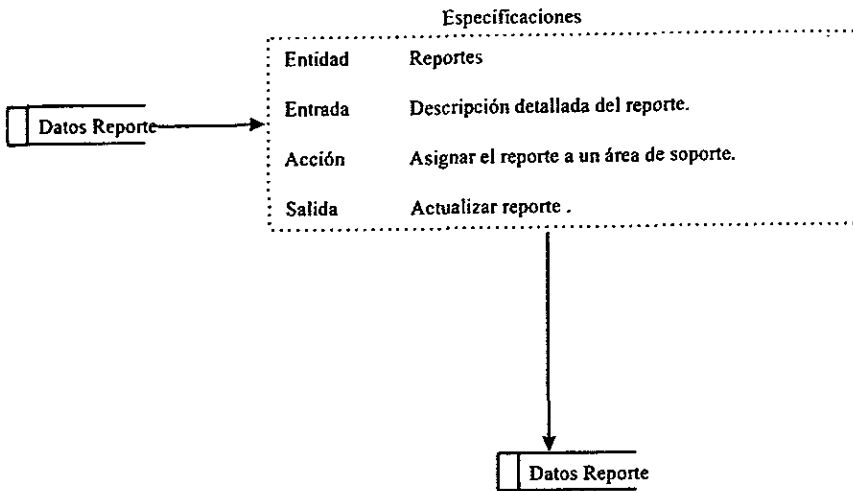 Especificaciones
Entidad Reportes
Entrada Descripción detallada del reporte.
Datos Reporte
Acción Asignar el reporte a un área de soporte.
Salida Actualizar reporte .
Datos Reporte